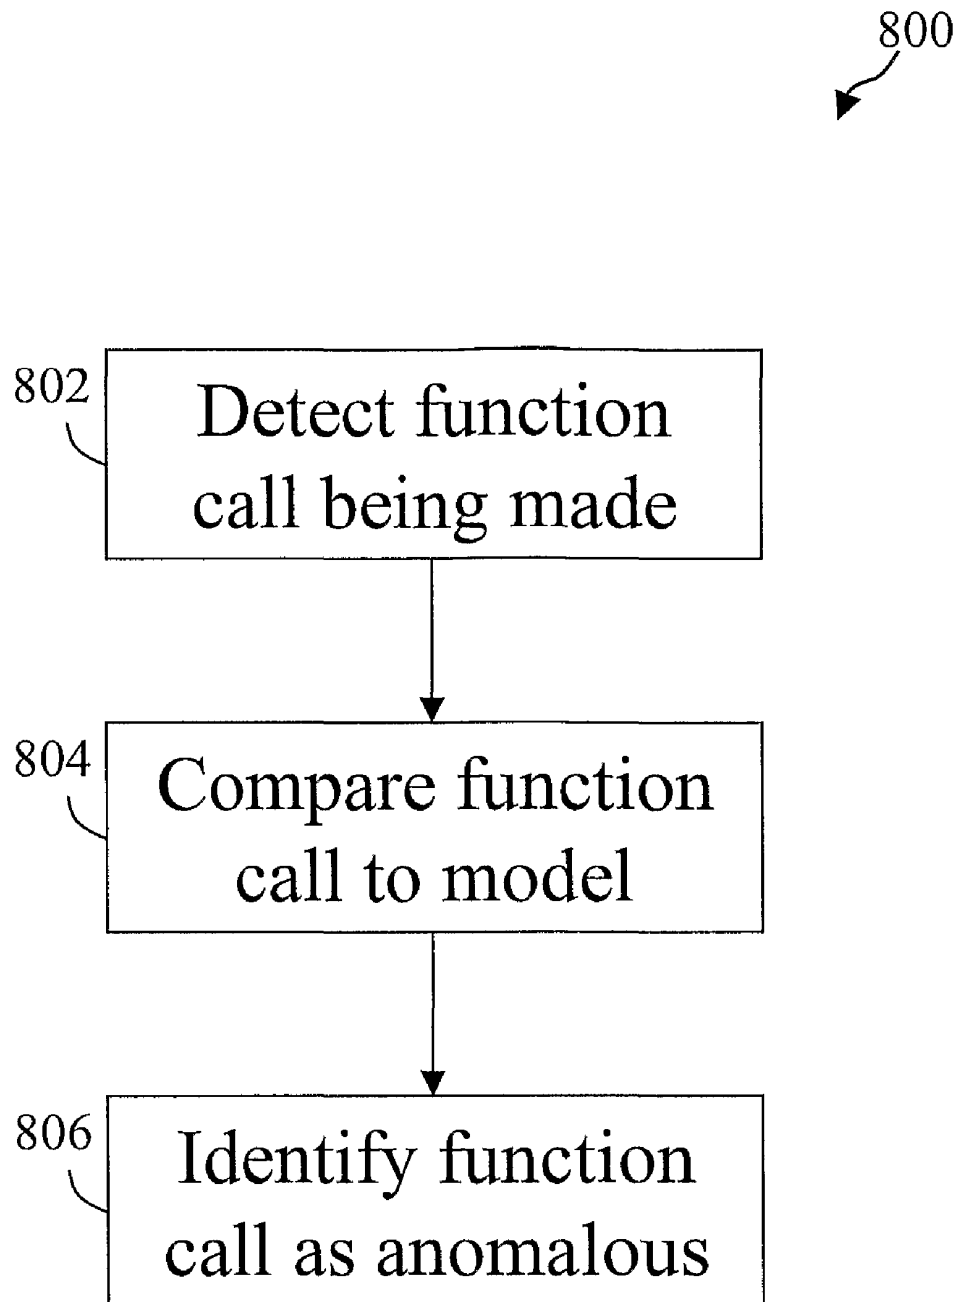 800
802
Detect function
call being made
804
Compare function
call to model
806
Identify function
call as anomalous